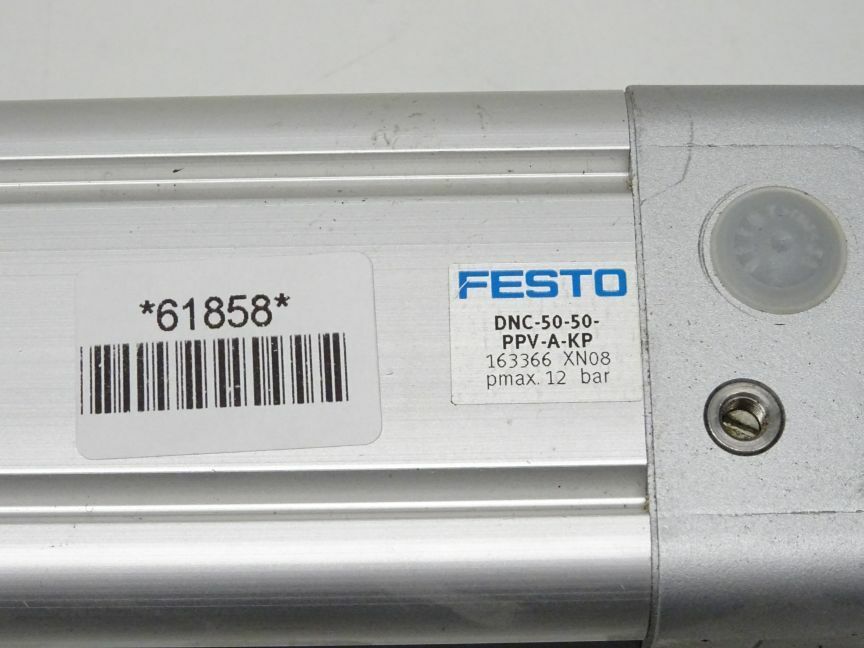 *61858*
FESTO
DNC-50-50-
PPV-A-KP
163366 XN08
pmax. 12 bar